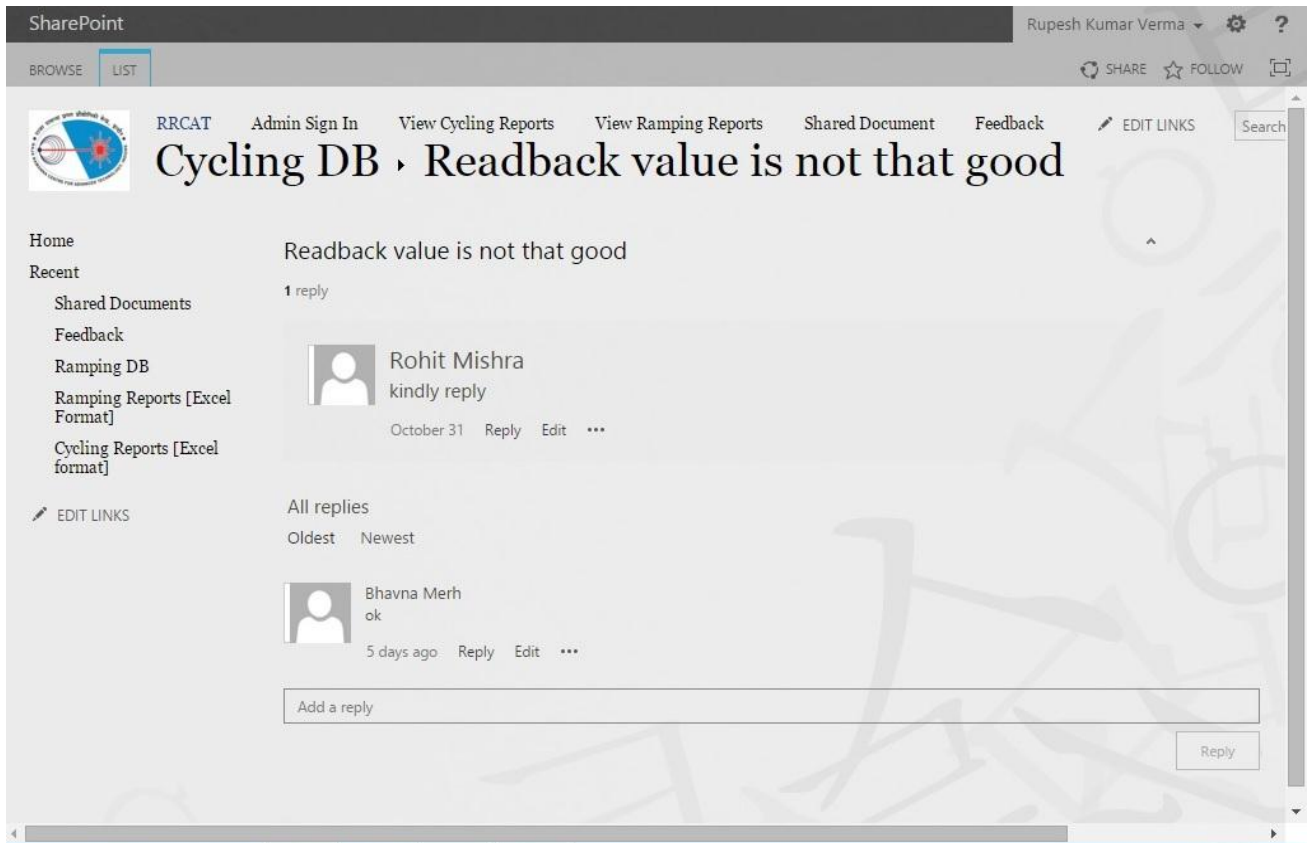 SharePoint
Rupesh Kumar Verma
?
BROWSE LIST
SHARE FOLLOW
RRCAT Admin Sign In View Cycling Reports View Ramping Reports Shared Document Feedback EDIT LINKS Search
Cycling DB › Readback value is not that good
Home
Recent
Shared Documents
Feedback
Ramping DB
Ramping Reports [Excel
Format]
Cycling Reports [Excel
format]
EDIT LINKS
Readback value is not that good
1 reply
Rohit Mishra
kindly reply
October 31 Reply Edit •••
All replies
Oldest Newest
Bhavna Merh
ok
5 days ago Reply Edit •••
Add a reply
Reply